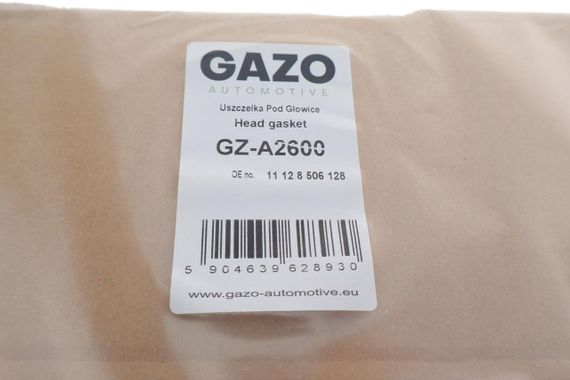 GAZO
AUTOMOTIVE
Uszczelka Pod Głowice
Head gasket
GZ-A2600
OE no. 11 12 8 506 128
5 904639 628930
www.gazo-automotive.eu